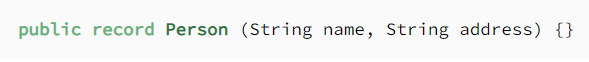 public record Person (String name, String address) {}